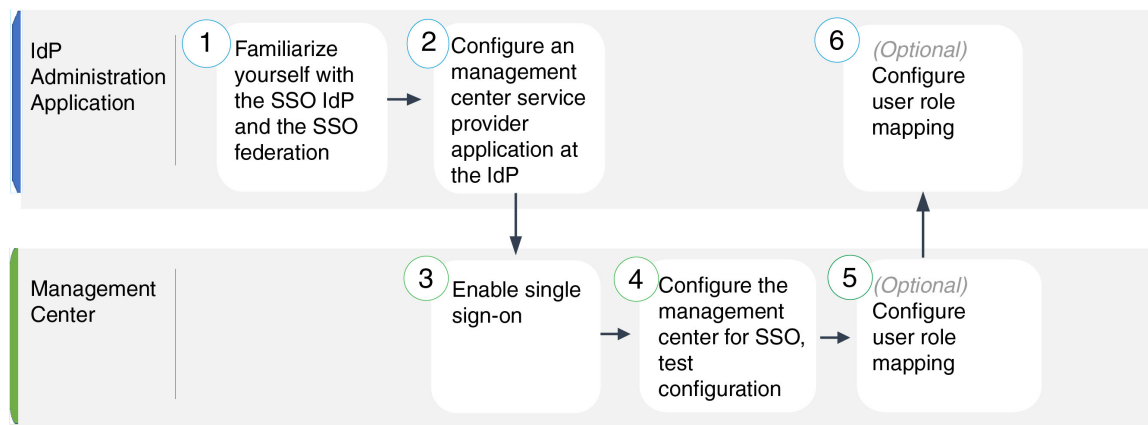 IdP
Administration
Application
1
Familiarize
yourself with
the SSO IdP
and the SSO
federation
2
Configure an
management
center service
provider
application at
the IdP
6
(Optional)
Configure
user role
mapping
Management
Center
3
Enable single
sign-on
4
Configure the
management
center for SSO,
test
configuration
5
(Optional)
Configure
user role
mapping